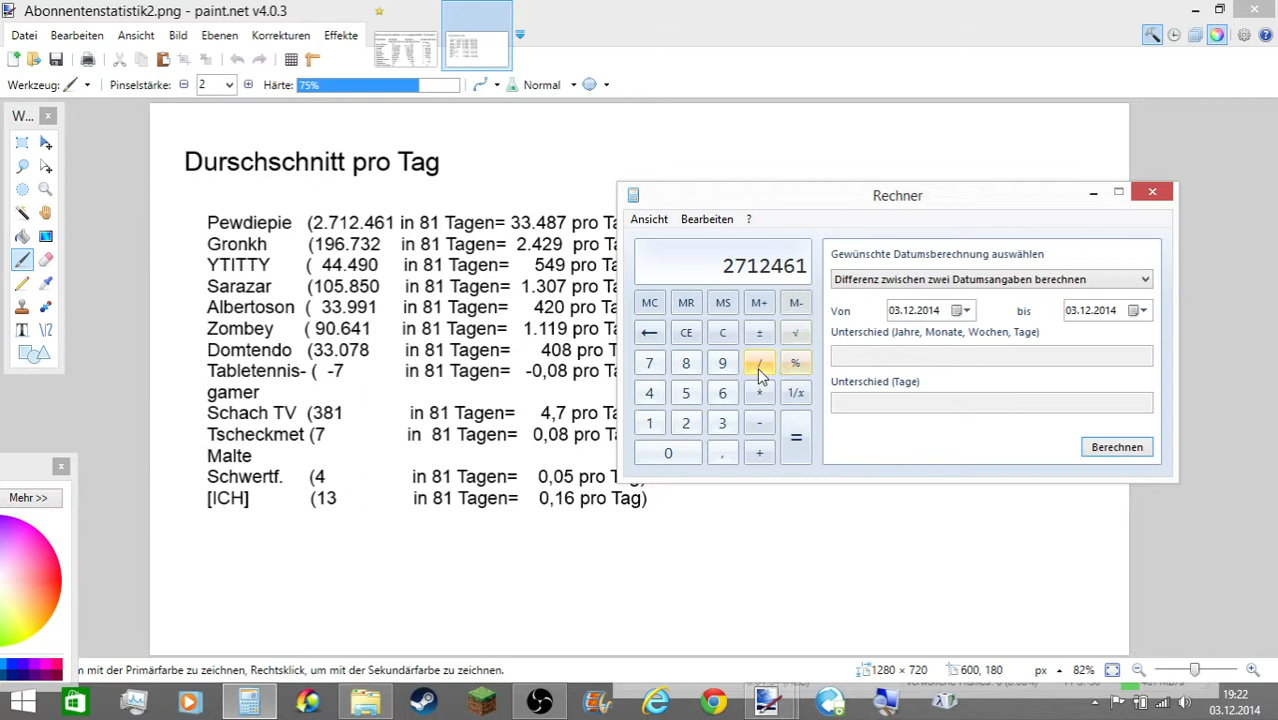 Abonnentenstatistik2.png - paint.net v4.0.3
Datei Bearbeiten Ansicht Bild Ebenen Korrekturen Effekte
Werkzeug: Pinselstärke: 2 Härte: 75% Normal
W...
Durschschnitt pro Tag
Pewdiepie (2.712.461 in 81 Tagen= 33.487 pro Ta
Gronkh (196.732 in 81 Tagen= 2.429 pro Ta
YTITTY ( 44.490 in 81 Tagen= 549 pro Ta
Sarazar (105.850 in 81 Tagen= 1.307 pro Ta
Albertoson ( 33.991 in 81 Tagen= 420 pro Ta
Zombey ( 90.641 in 81 Tagen= 1.119 pro Ta
Domtendo (33.078 in 81 Tagen= 408 pro Ta
Tabletennis- ( -7 in 81 Tagen= -0,08 pro Ta
gamer
Schach TV (381 in 81 Tagen= 4,7 pro Ta
Tscheckmet (7 in 81 Tagen= 0,08 pro Ta
Malte
Schwertf. (4 in 81 Tagen= 0,05 pro Tag)
[ICH] (13 in 81 Tagen= 0,16 pro Tag)
Rechner
Ansicht Bearbeiten ?
2712461
MC MR MS M+ M-
← CE C ± √
7 8 9 / %
4 5 6 * 1/x
1 2 3 - =
0 , +
Gewünschte Datumsberechnung auswählen
Differenz zwischen zwei Datumsangaben berechnen
Von 03.12.2014 bis 03.12.2014
Unterschied (Jahre, Monate, Wochen, Tage)
Unterschied (Tage)
Berechnen
Mehr >>
m mit der Primärfarbe zu zeichnen, Rechtsklick, um mit der Sekundärfarbe zu zeichnen.
1280 × 720 600, 180 px 82%
19:22
03.12.2014